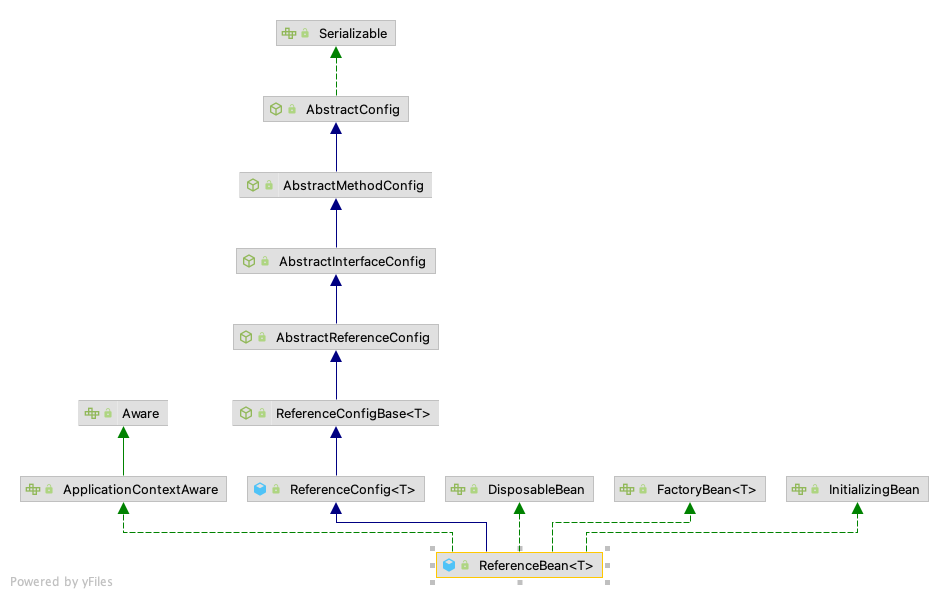 Serializable
AbstractConfig
AbstractMethodConfig
AbstractInterfaceConfig
AbstractReferenceConfig
Aware
ReferenceConfigBase<T>
ApplicationContextAware
ReferenceConfig<T>
DisposableBean
FactoryBean<T>
InitializingBean
ReferenceBean<T>
Powered by yFiles